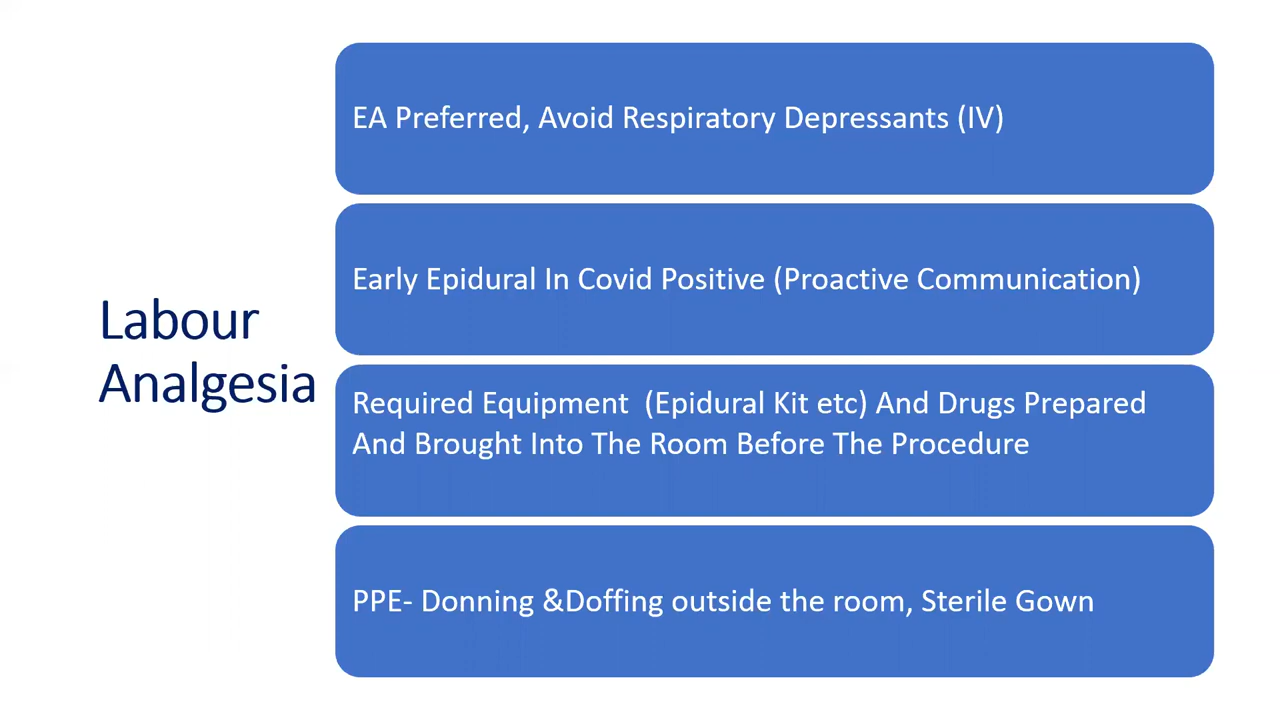 Labour
Analgesia
EA Preferred, Avoid Respiratory Depressants (IV)
Early Epidural In Covid Positive (Proactive Communication)
Required Equipment  (Epidural Kit etc) And Drugs Prepared
And Brought Into The Room Before The Procedure
PPE- Donning &Doffing outside the room, Sterile Gown